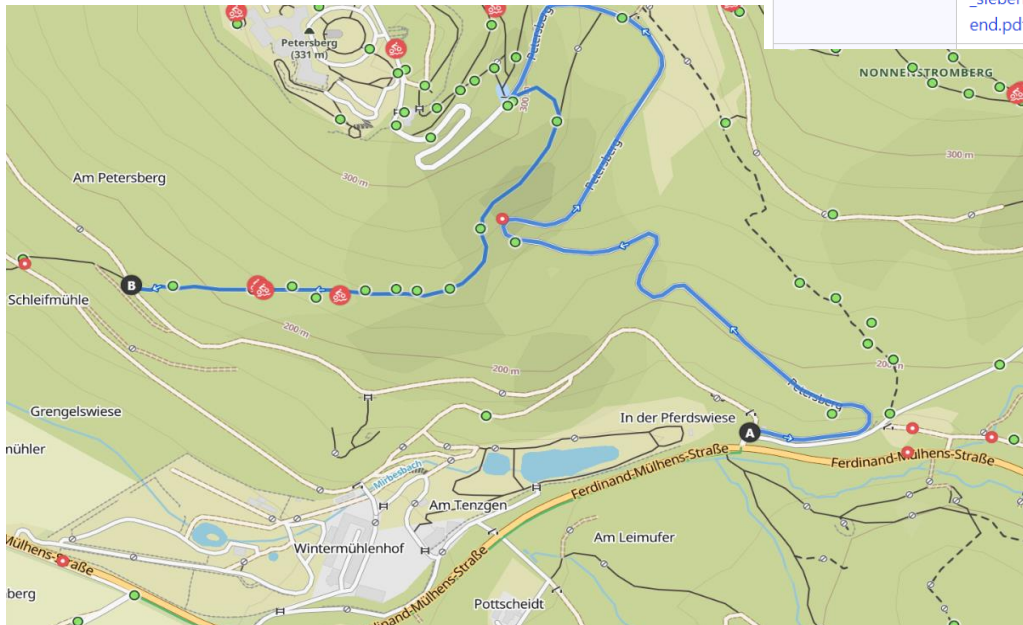 _sieber
end.pd
Petersberg
(331 m)
Petersberg
NONNENSTROMBERG
300 m
300 m
300 m
Petersberg
Am Petersberg
B
Schleifmühle
200 m
200 m
200 m
Petersberg
Grengelswiese
In der Pferdswiese
A
mühler
Ferdinand-Mülhens-Straße
Ferdinand-Mülhens-Straße
Mirbesbach
Am Tenzgen
Am Leimufer
Wintermühlenhof
Mülhens-Straße
nberg
Pottscheidt
nand-Mülhens-Straße